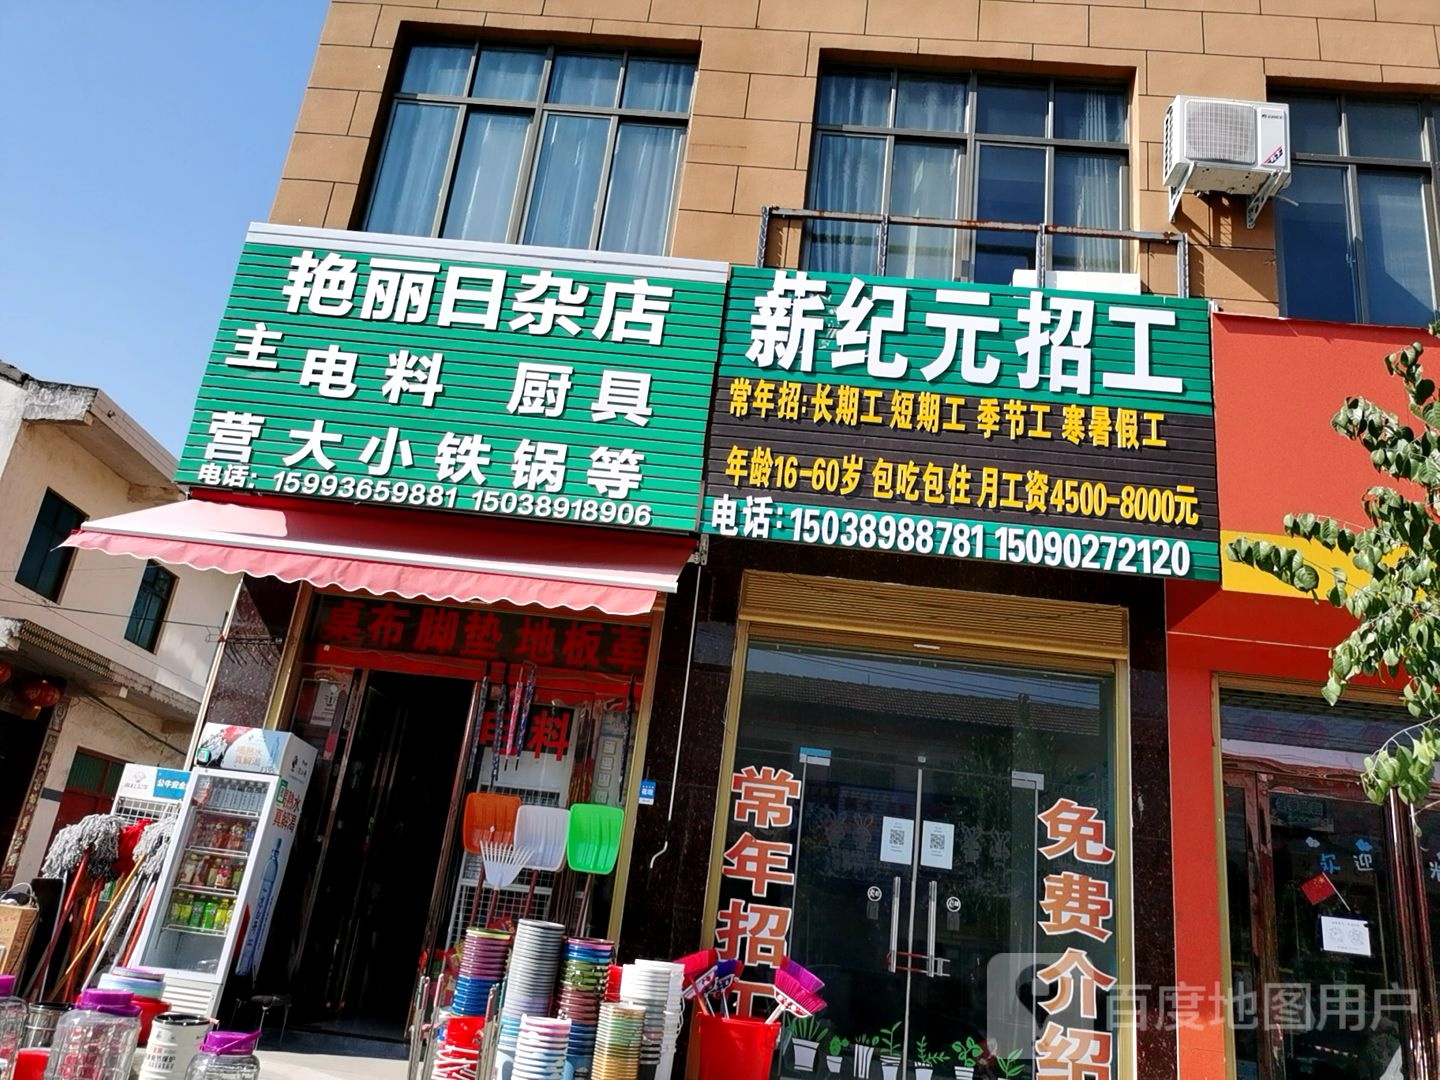 艳丽日杂店
主 电料 厨具
营 大小铁锅等
电话: 15993659881 15038918906
薪纪元招工
常年招:长期工 短期工 季节工 寒暑假工
年龄16-60岁 包吃包住 月工资4500-8000元
电话:15038988781 15090272120
桌布脚垫 地板革
电料
常年招工
免费介绍
欢迎
百度地图用户